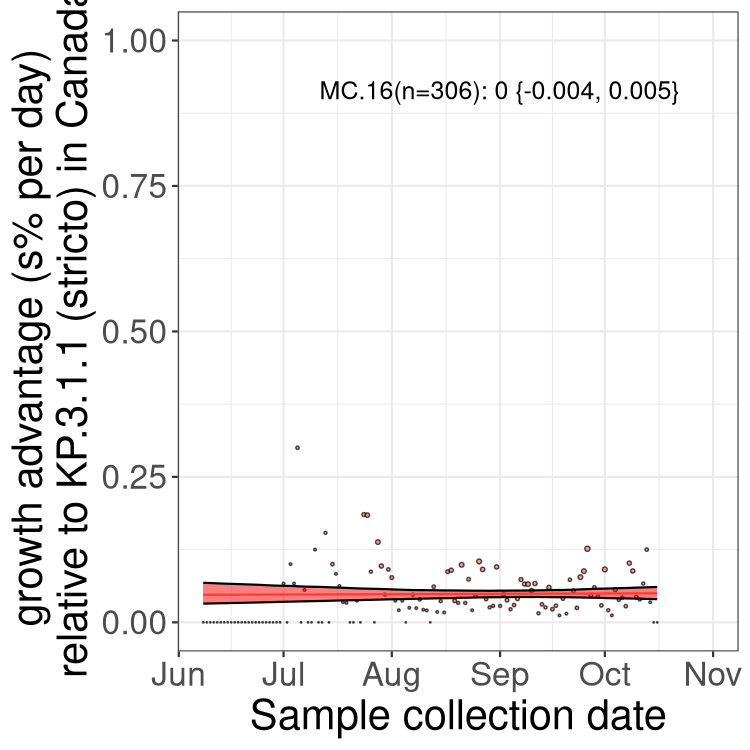 growth advantage (s% per day)
relative to KP.3.1.1 (stricto) in Canada
1.00
0.75
0.50
0.25
0.00
MC.16(n=306): 0 {-0.004, 0.005}
Jun Jul Aug Sep Oct Nov
Sample collection date